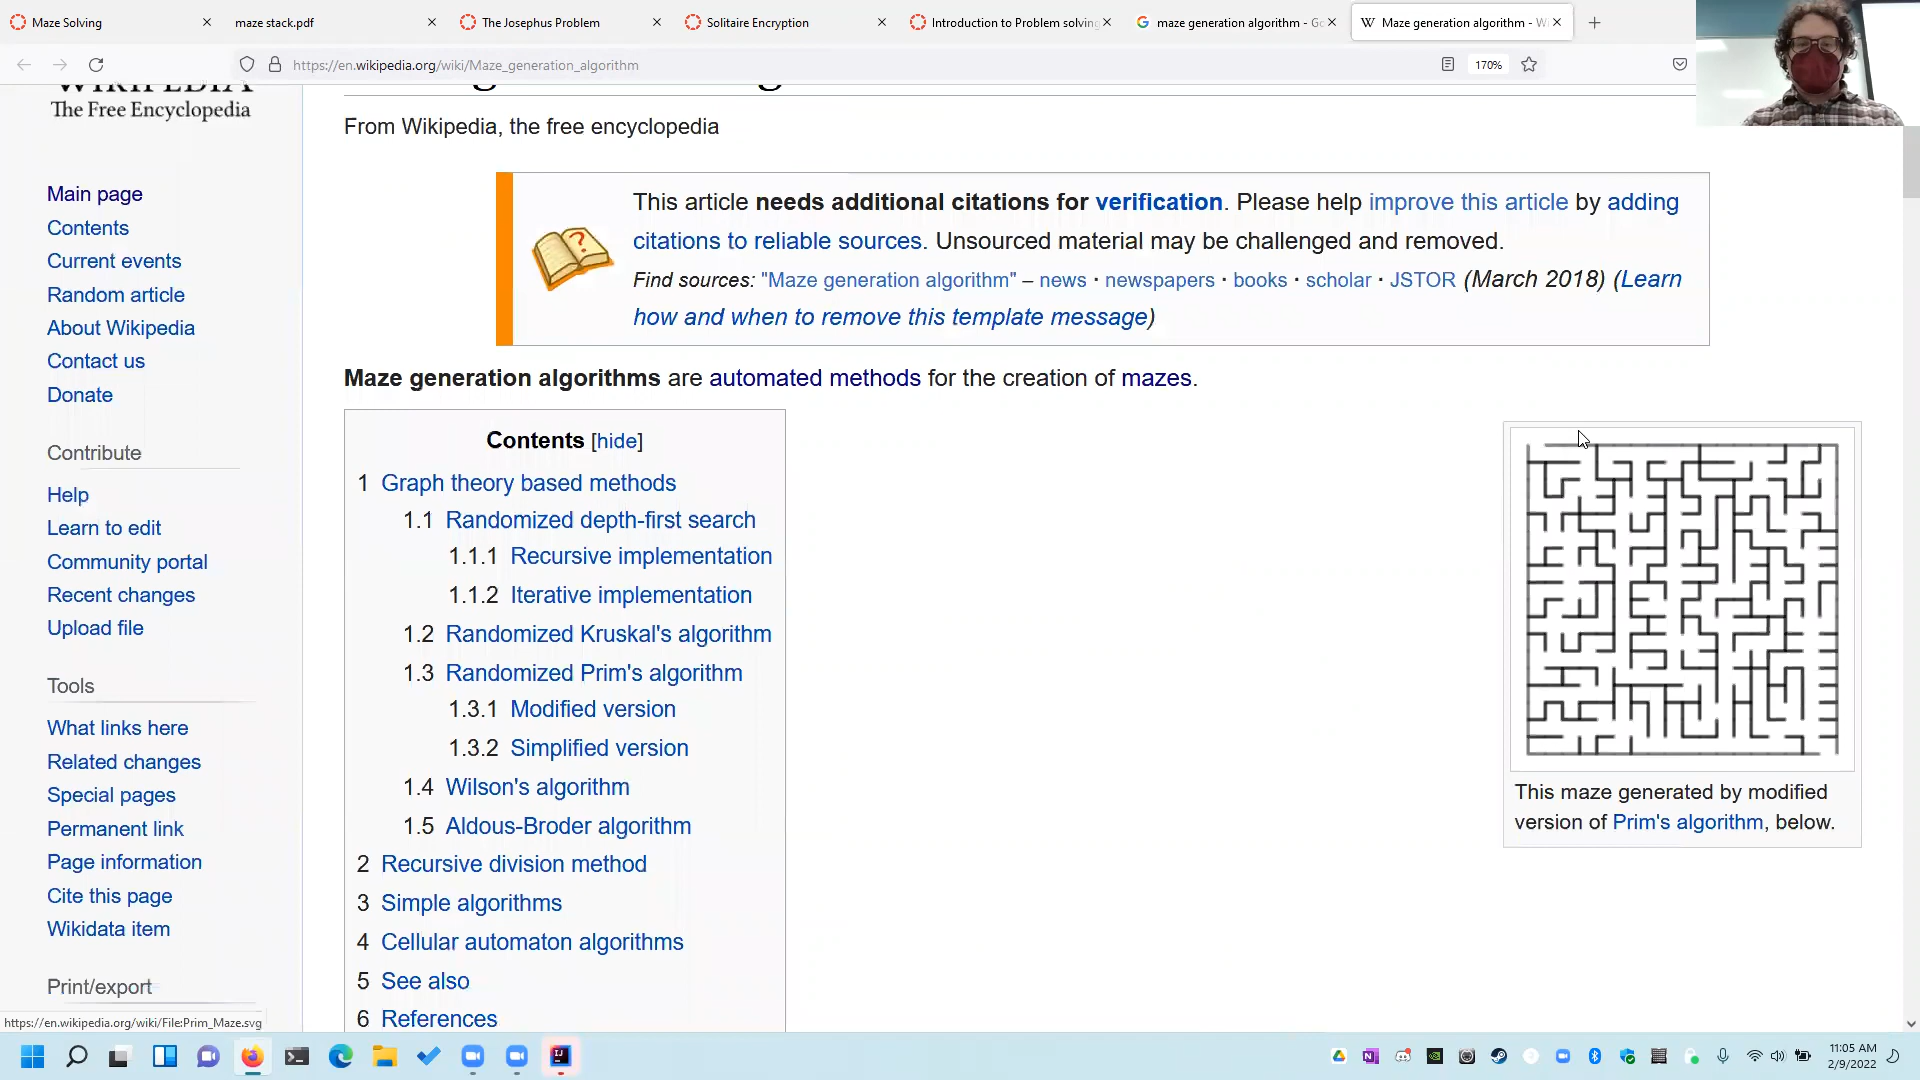 Maze Solving
maze stack.pdf
The Josephus Problem
Solitaire Encryption
Introduction to Problem solving
maze generation algorithm - Go
Maze generation algorithm - Wi
https://en.wikipedia.org/wiki/Maze_generation_algorithm
170%
WIKIPEDIA
The Free Encyclopedia
Main page
Contents
Current events
Random article
About Wikipedia
Contact us
Donate
Contribute
Help
Learn to edit
Community portal
Recent changes
Upload file
Tools
What links here
Related changes
Special pages
Permanent link
Page information
Cite this page
Wikidata item
Print/export
From Wikipedia, the free encyclopedia
This article needs additional citations for verification. Please help improve this article by adding
citations to reliable sources. Unsourced material may be challenged and removed.
Find sources: "Maze generation algorithm" – news · newspapers · books · scholar · JSTOR (March 2018) (Learn
how and when to remove this template message)
Maze generation algorithms are automated methods for the creation of mazes.
Contents [hide]
1 Graph theory based methods
1.1 Randomized depth-first search
1.1.1 Recursive implementation
1.1.2 Iterative implementation
1.2 Randomized Kruskal's algorithm
1.3 Randomized Prim's algorithm
1.3.1 Modified version
1.3.2 Simplified version
1.4 Wilson's algorithm
1.5 Aldous-Broder algorithm
2 Recursive division method
3 Simple algorithms
4 Cellular automaton algorithms
5 See also
6 References
This maze generated by modified
version of Prim's algorithm, below.
https://en.wikipedia.org/wiki/File:Prim_Maze.svg
11:05 AM
2/9/2022